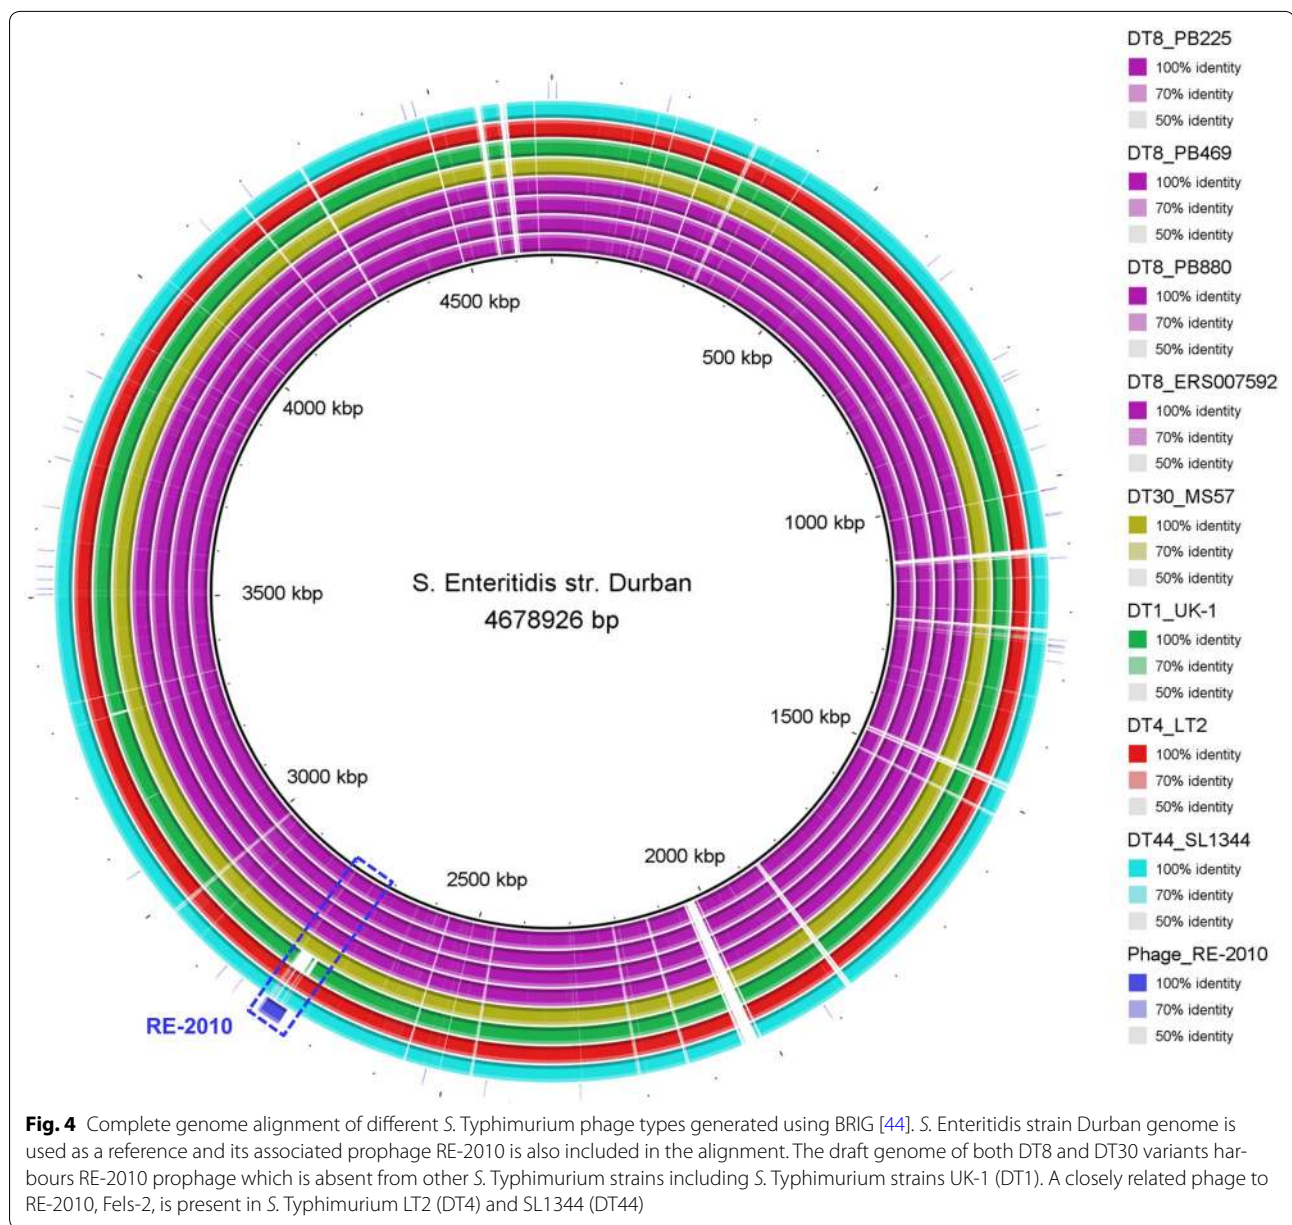 DT8_PB225
100% identity
70% identity
50% identity
DT8_PB469
100% identity
70% identity
50% identity
DT8_PB880
100% identity
70% identity
50% identity
DT8_ERS007592
100% identity
70% identity
50% identity
DT30_MS57
100% identity
70% identity
50% identity
DT1_UK-1
100% identity
70% identity
50% identity
DT4_LT2
100% identity
70% identity
50% identity
DT44_SL1344
100% identity
70% identity
50% identity
Phage_RE-2010
100% identity
70% identity
50% identity
4500 kbp
500 kbp
4000 kbp
1000 kbp
S. Enteritidis str. Durban
4678926 bp
3500 kbp
1500 kbp
3000 kbp
2000 kbp
2500 kbp
RE-2010
Fig. 4 Complete genome alignment of different S. Typhimurium phage types generated using BRIG [44]. S. Enteritidis strain Durban genome is
used as a reference and its associated prophage RE-2010 is also included in the alignment. The draft genome of both DT8 and DT30 variants har-
bours RE-2010 prophage which is absent from other S. Typhimurium strains including S. Typhimurium strains UK-1 (DT1). A closely related phage to
RE-2010, Fels-2, is present in S. Typhimurium LT2 (DT4) and SL1344 (DT44)